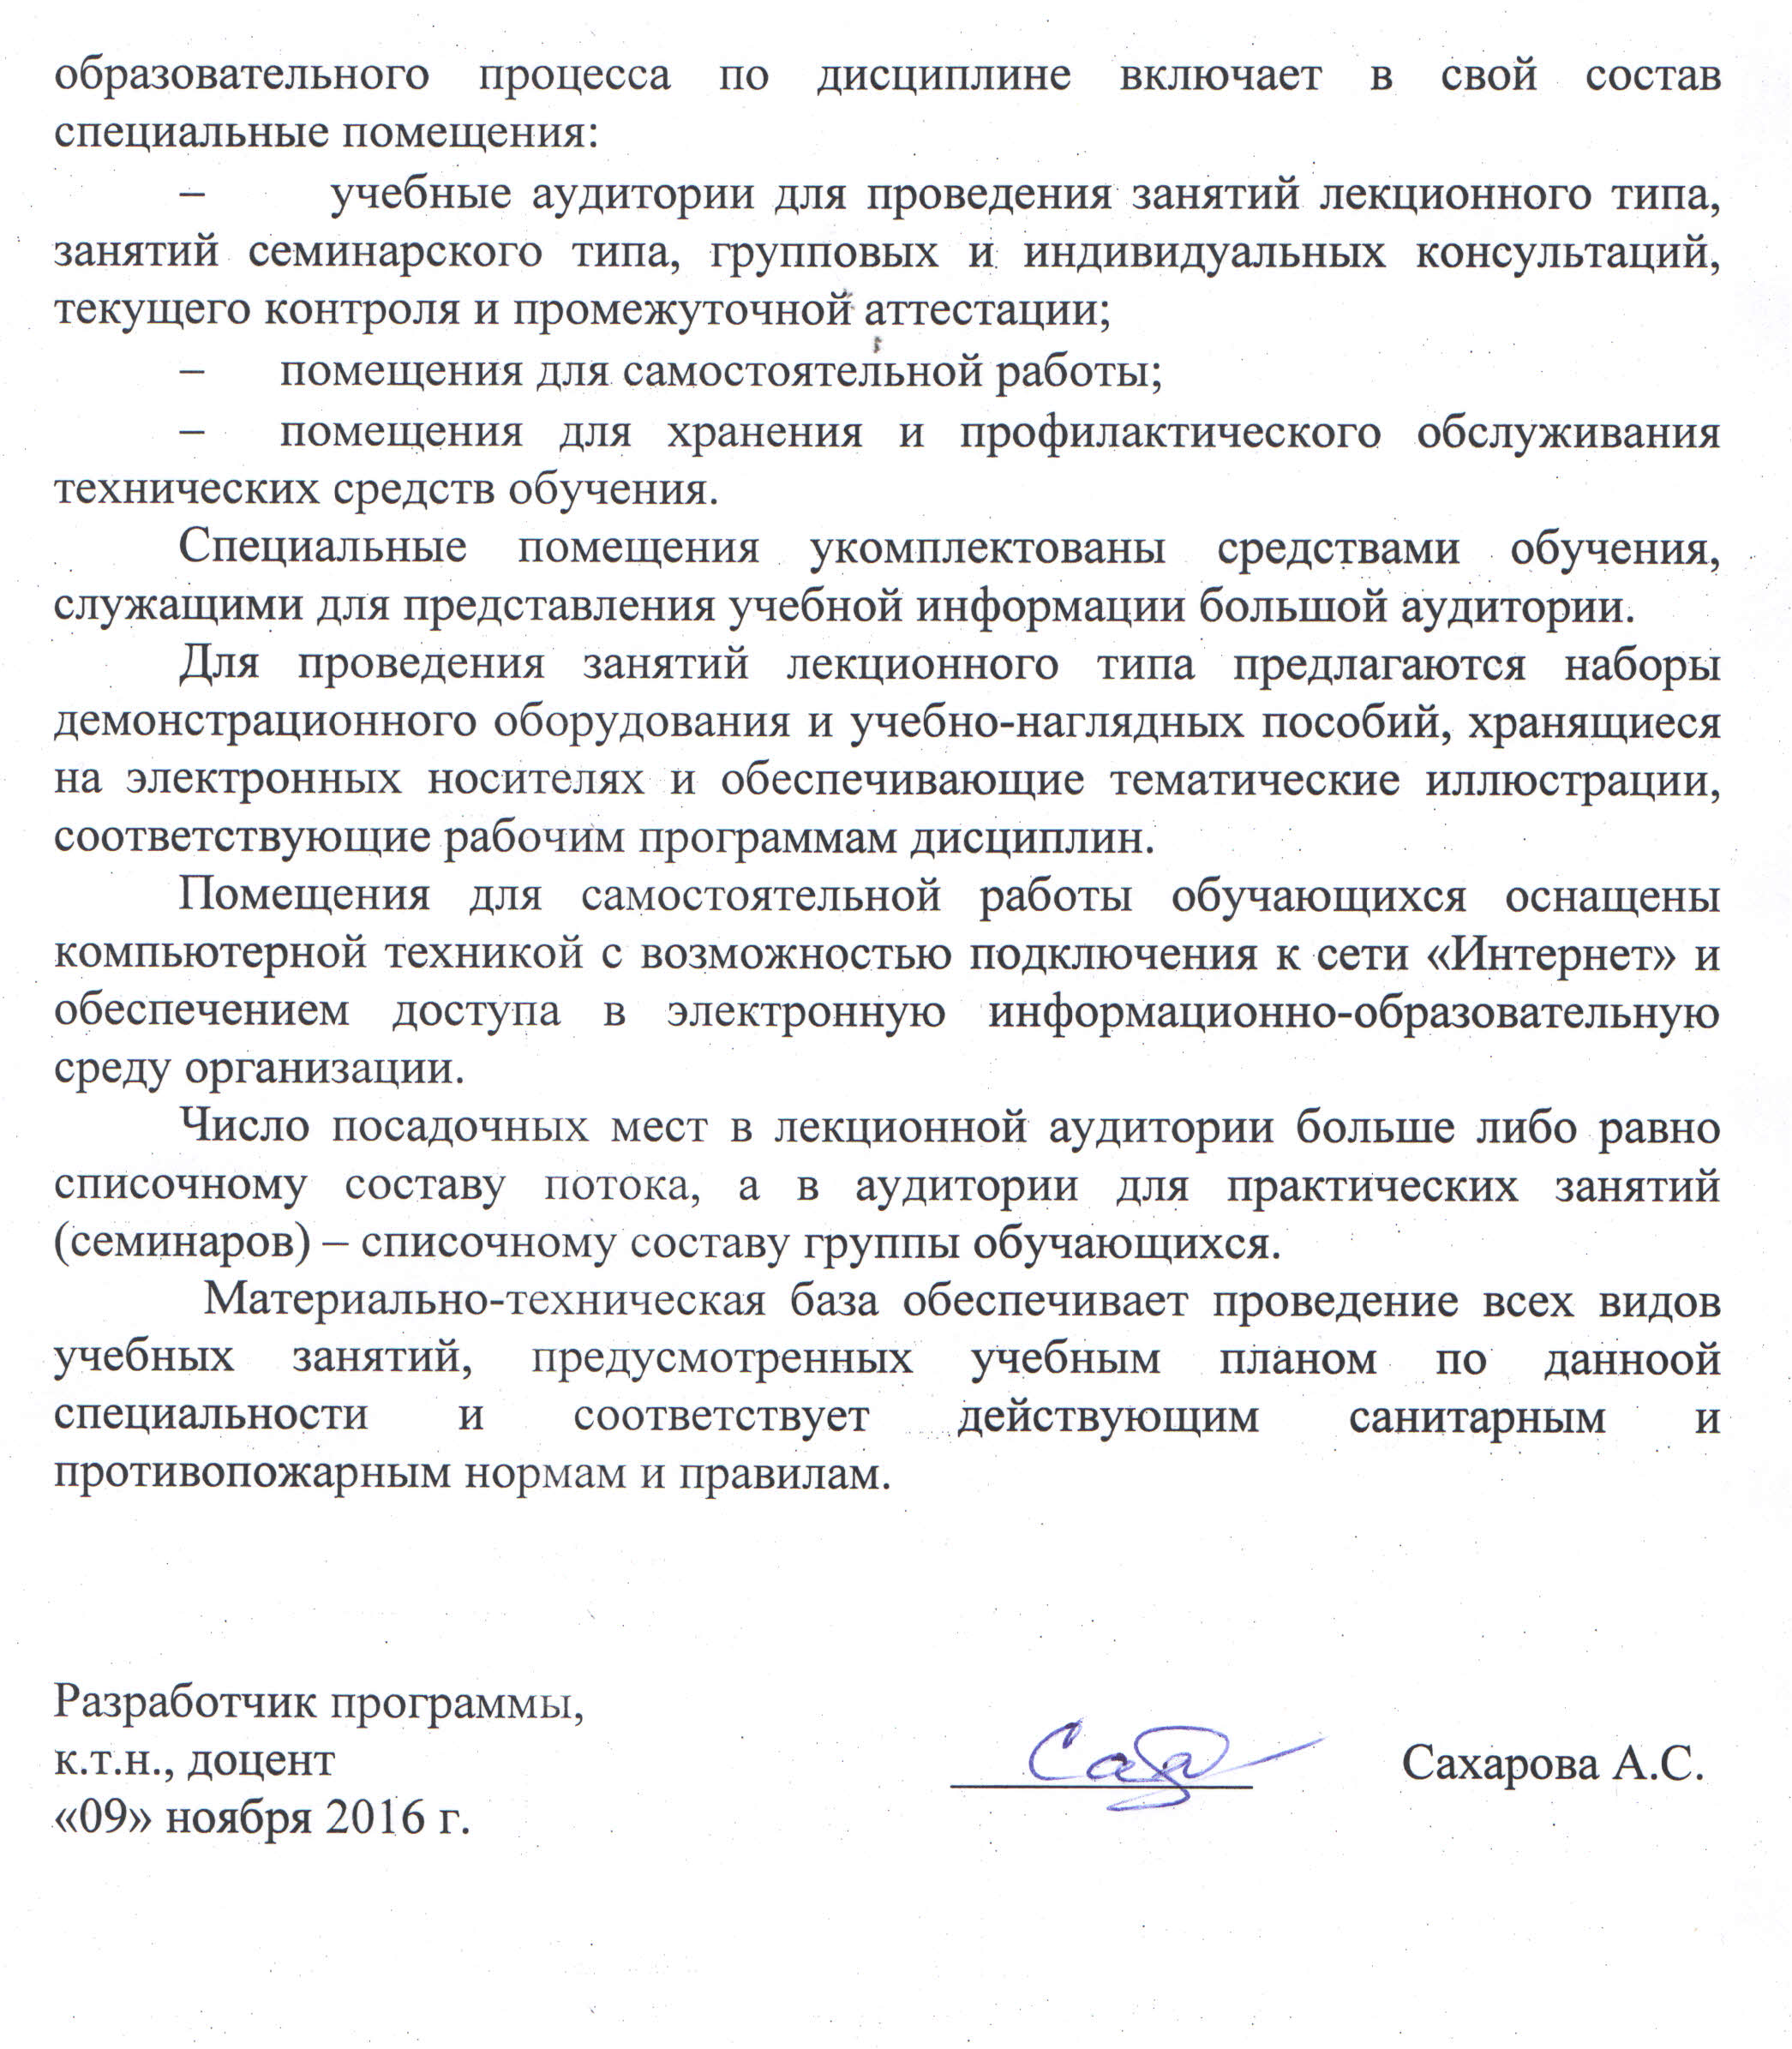 образовательного процесса по дисциплине включает в свой состав
специальные помещения:
– учебные аудитории для проведения занятий лекционного типа,
занятий семинарского типа, групповых и индивидуальных консультаций,
текущего контроля и промежуточной аттестации;
– помещения для самостоятельной работы;
– помещения для хранения и профилактического обслуживания
технических средств обучения.
Специальные помещения укомплектованы средствами обучения,
служащими для представления учебной информации большой аудитории.
Для проведения занятий лекционного типа предлагаются наборы
демонстрационного оборудования и учебно-наглядных пособий, хранящиеся
на электронных носителях и обеспечивающие тематические иллюстрации,
соответствующие рабочим программам дисциплин.
Помещения для самостоятельной работы обучающихся оснащены
компьютерной техникой с возможностью подключения к сети «Интернет» и
обеспечением доступа в электронную информационно-образовательную
среду организации.
Число посадочных мест в лекционной аудитории больше либо равно
списочному составу потока, а в аудитории для практических занятий
(семинаров) – списочному составу группы обучающихся.
Материально-техническая база обеспечивает проведение всех видов
учебных занятий, предусмотренных учебным планом по данноой
специальности и соответствует действующим санитарным и
противопожарным нормам и правилам.
Разработчик программы,
к.т.н., доцент
Сахарова А.С.
«09» ноября 2016 г.